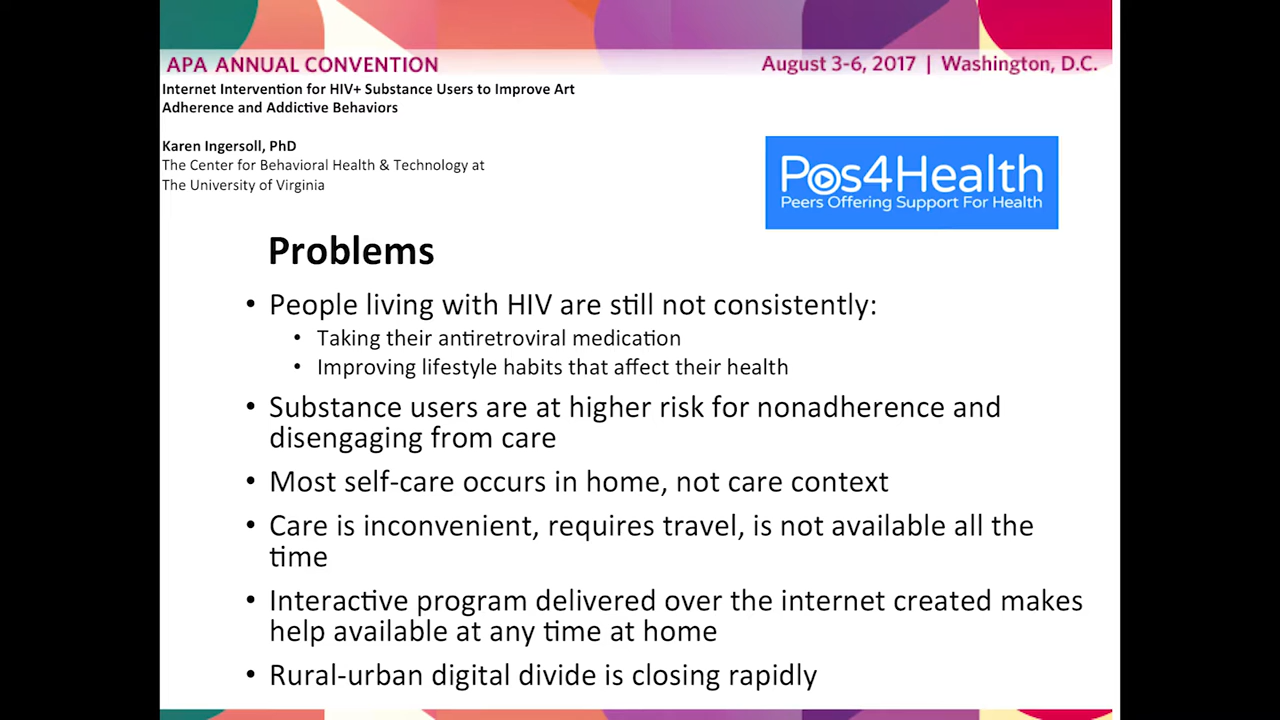 APA ANNUAL CONVENTION
August 3-6, 2017 | Washington, D.C.
Internet Intervention for HIV+ Substance Users to Improve Art
Adherence and Addictive Behaviors
Karen Ingersoll, PhD
The Center for Behavioral Health & Technology at
The University of Virginia
Pos4Health
Peers Offering Support For Health
Problems
• People living with HIV are still not consistently:
• Taking their antiretroviral medication
• Improving lifestyle habits that affect their health
• Substance users are at higher risk for nonadherence and
disengaging from care
• Most self-care occurs in home, not care context
• Care is inconvenient, requires travel, is not available all the
time
• Interactive program delivered over the internet created makes
help available at any time at home
• Rural-urban digital divide is closing rapidly